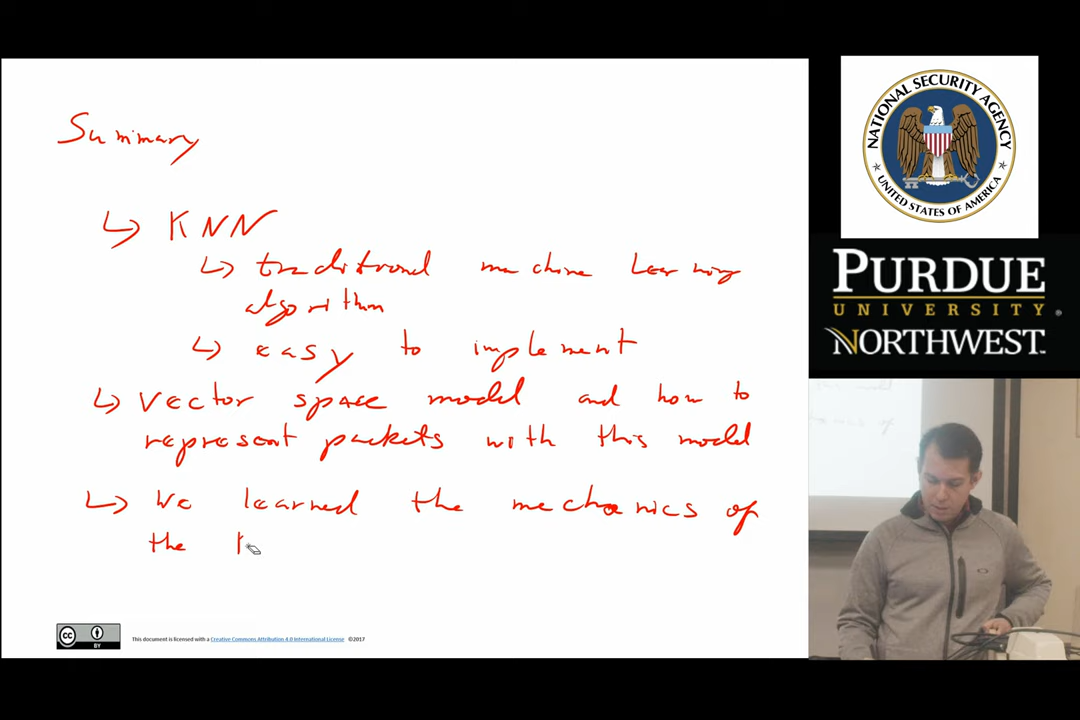 Summary
↳ KNN
↳ traditional machine learning
algorithm
↳ easy to implement
↳ vector space model and how to
represent packets with this model
↳ We learned the mechanics of
the
BY
This document is licensed with a Creative Commons Attribution 4.0 International License ©2017
NATIONAL SECURITY AGENCY
UNITED STATES OF AMERICA
PURDUE
UNIVERSITY®
NORTHWEST™